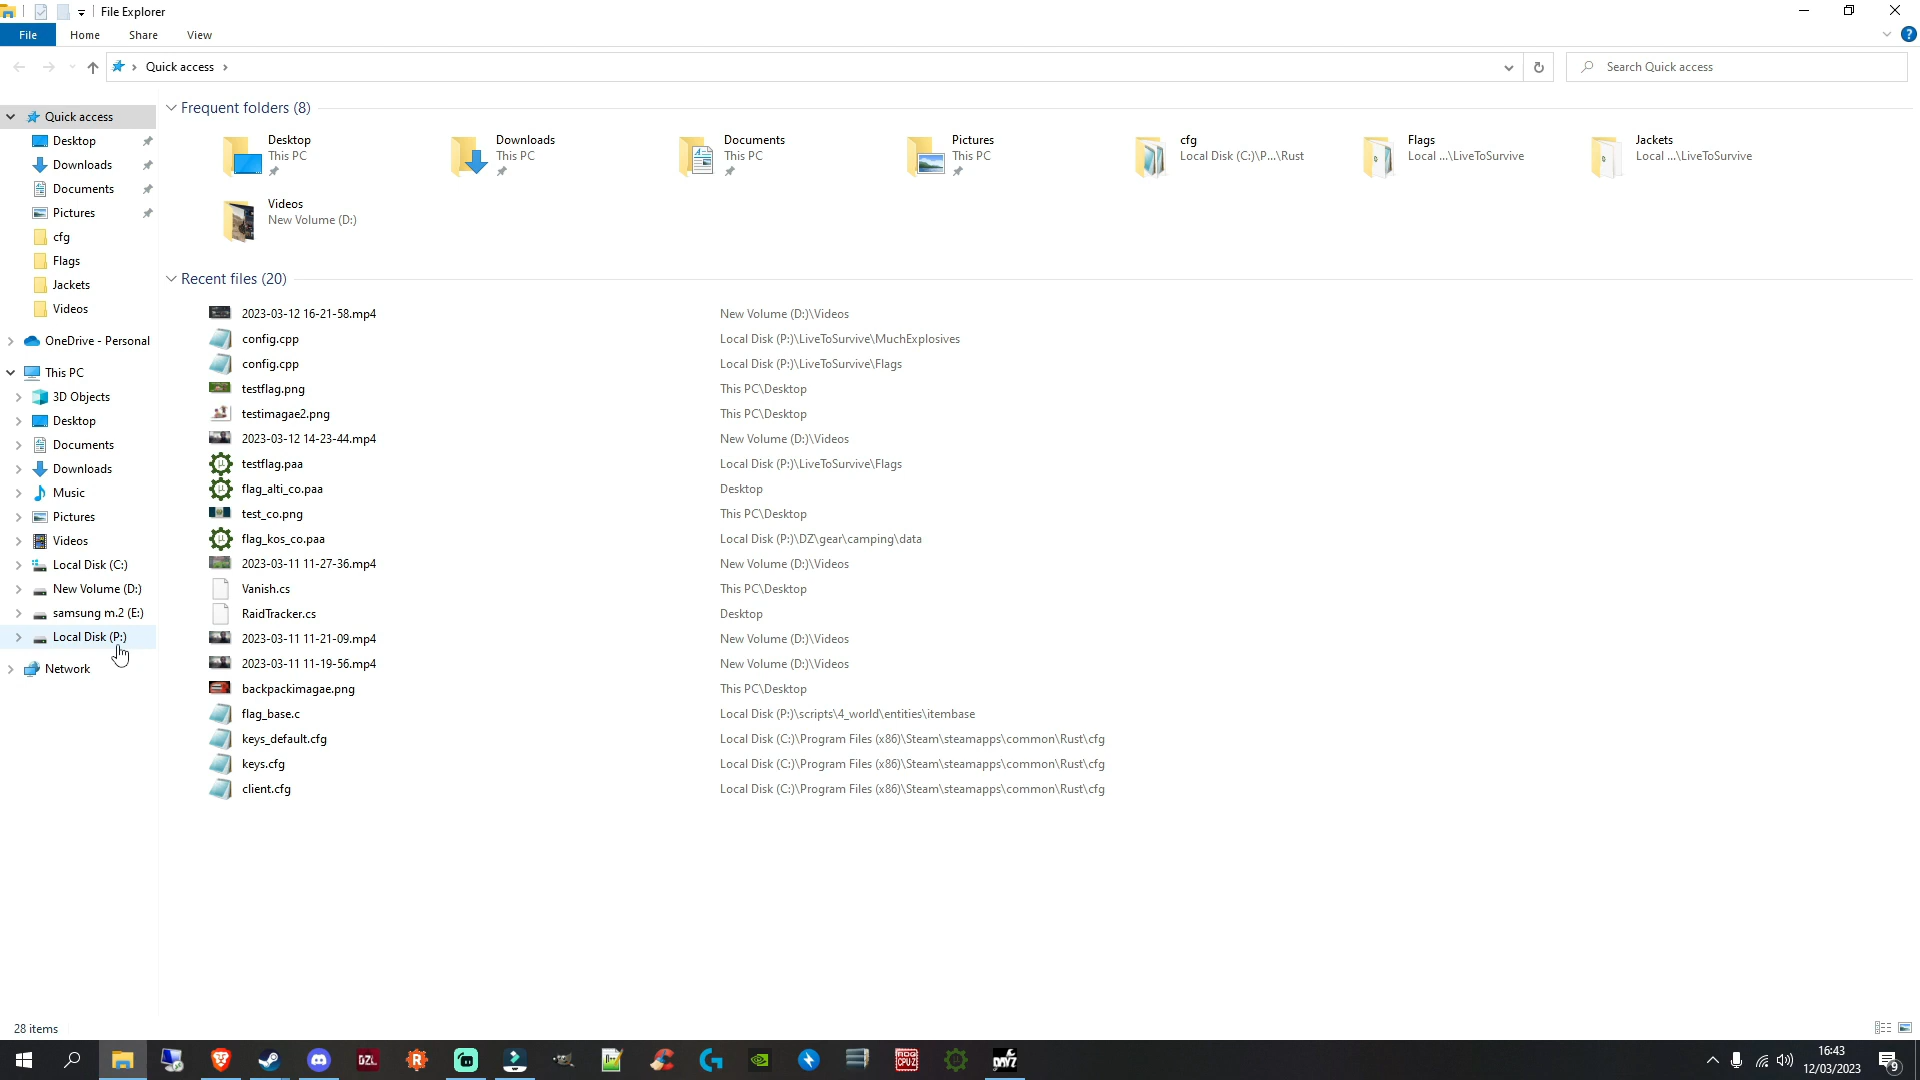 File Explorer
File Home Share View
Quick access
Search Quick access
Quick access
Desktop
Downloads
Documents
Pictures
cfg
Flags
Jackets
Videos
OneDrive - Personal
This PC
3D Objects
Desktop
Documents
Downloads
Music
Pictures
Videos
Local Disk (C:)
New Volume (D:)
samsung m.2 (E:)
Local Disk (P:)
Network
Frequent folders (8)
Desktop
This PC
Downloads
This PC
Documents
This PC
Pictures
This PC
cfg
Local Disk (C:)\P...\Rust
Flags
Local ...\LiveToSurvive
Jackets
Local ...\LiveToSurvive
Videos
New Volume (D:)
Recent files (20)
2023-03-12 16-21-58.mp4 New Volume (D:)\Videos
config.cpp Local Disk (P:)\LiveToSurvive\MuchExplosives
config.cpp Local Disk (P:)\LiveToSurvive\Flags
testflag.png This PC\Desktop
testimagae2.png This PC\Desktop
2023-03-12 14-23-44.mp4 New Volume (D:)\Videos
testflag.paa Local Disk (P:)\LiveToSurvive\Flags
flag_alti_co.paa Desktop
test_co.png This PC\Desktop
flag_kos_co.paa Local Disk (P:)\DZ\gear\camping\data
2023-03-11 11-27-36.mp4 New Volume (D:)\Videos
Vanish.cs This PC\Desktop
RaidTracker.cs Desktop
2023-03-11 11-21-09.mp4 New Volume (D:)\Videos
2023-03-11 11-19-56.mp4 New Volume (D:)\Videos
backpackimagae.png This PC\Desktop
flag_base.c Local Disk (P:)\scripts\4_world\entities\itembase
keys_default.cfg Local Disk (C:)\Program Files (x86)\Steam\steamapps\common\Rust\cfg
keys.cfg Local Disk (C:)\Program Files (x86)\Steam\steamapps\common\Rust\cfg
client.cfg Local Disk (C:)\Program Files (x86)\Steam\steamapps\common\Rust\cfg
28 items
DZL
16:43
12/03/2023
9